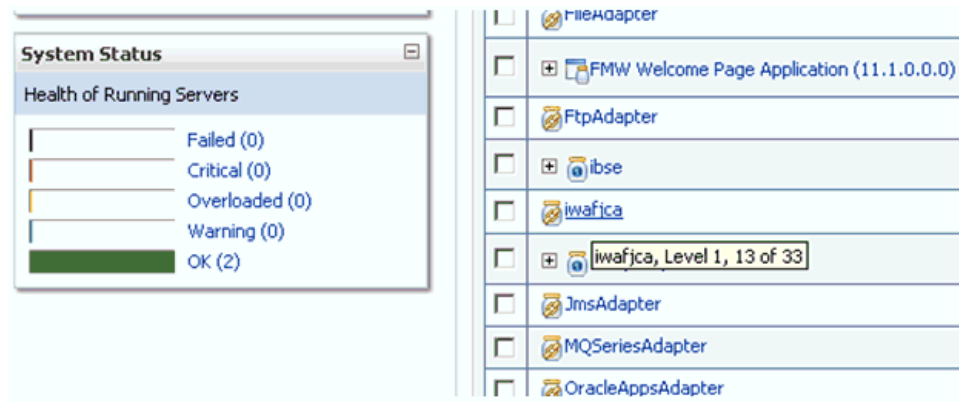 System Status
Health of Running Servers
Failed (0)
Critical (0)
Overloaded (0)
Warning (0)
OK (2)
FileAdapter
FMW Welcome Page Application (11.1.0.0.0)
FtpAdapter
ibse
iwafjca
iwafjca, Level 1, 13 of 33
JmsAdapter
MQSeriesAdapter
OracleAppsAdapter